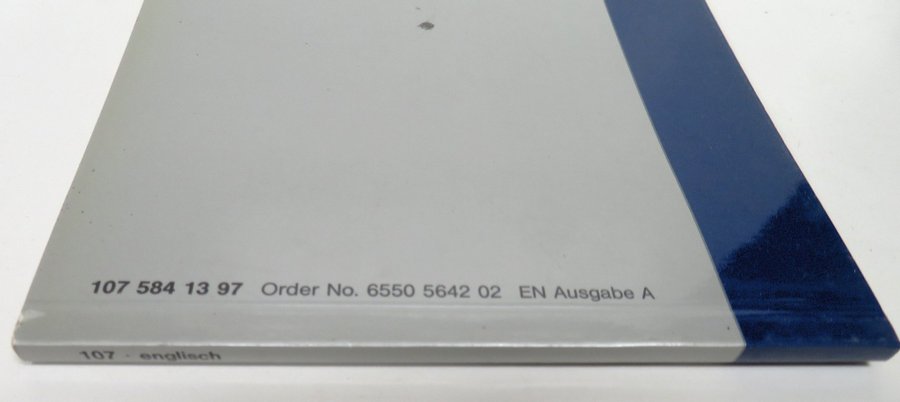 107 584 13 97 Order No. 6550 5642 02 EN Ausgabe A
107 · englisch